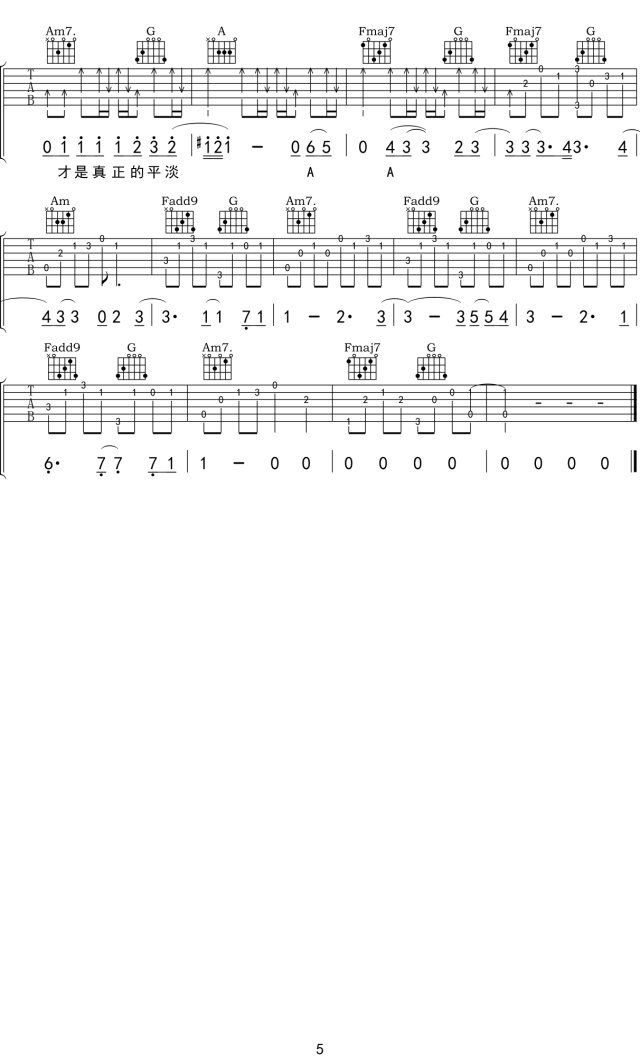 Am7. G A Fmaj7 G Fmaj7 G
T A B
0 1 1 1 1 2 3 2 | #1 2 1 - 0 6 5 | 0 4 3 3 2 3 | 3 3 3· 4 3· 4
才是真正的平淡 A A
Am Fadd9 G Am7. Fadd9 G Am7.
T A B
4 3 3 0 2 3 | 3· 1 1 7 1 | 1 - 2· 3 | 3 - 3 5 5 4 | 3 - 2· 1
Fadd9 G Am7. Fmaj7 G
T A B
6· 7 7 7 1 | 1 - 0 0 | 0 0 0 0 | 0 0 0 0
5